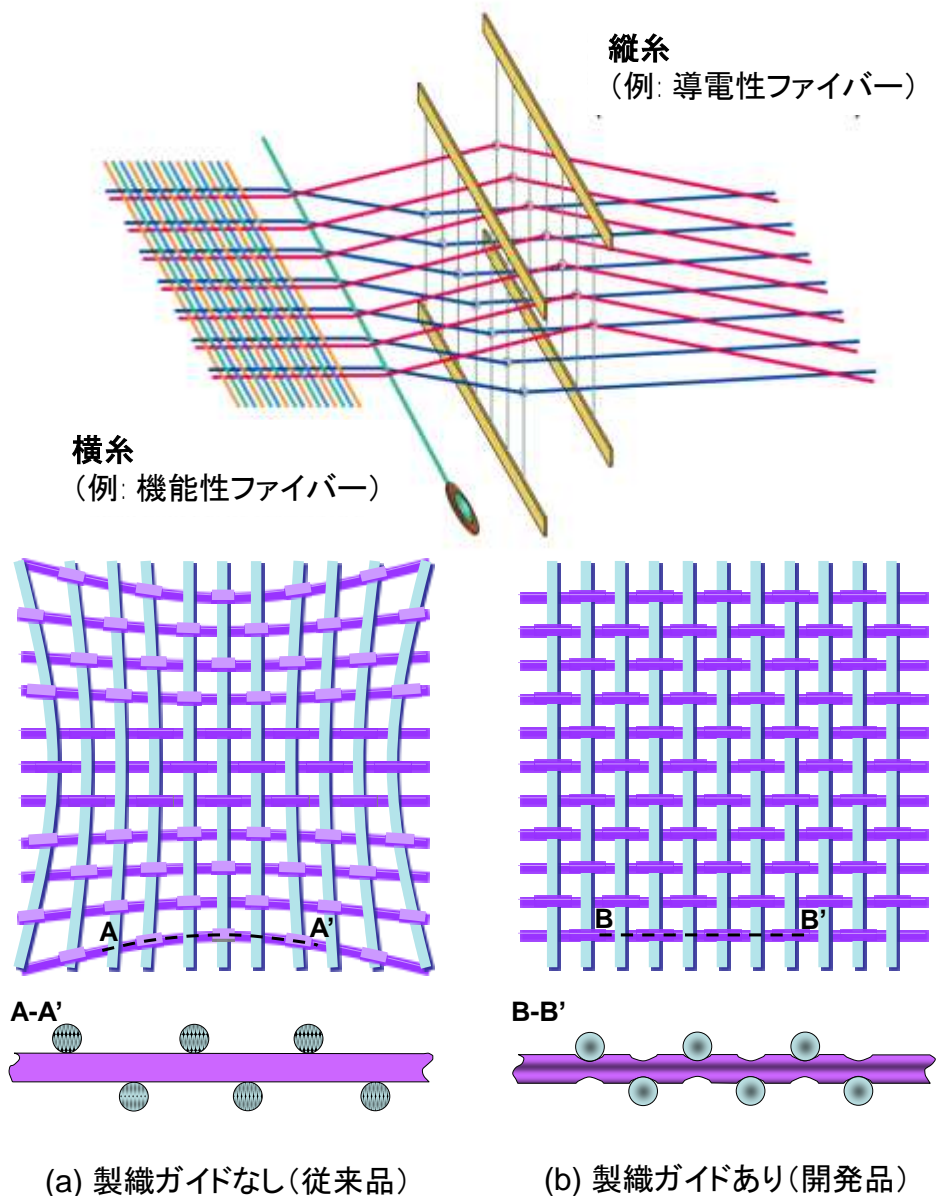 縦糸
（例: 導電性ファイバー）
横糸
（例: 機能性ファイバー）
A
A'
B
B'
A-A'
B-B'
(a) 製織ガイドなし（従来品）
(b) 製織ガイドあり（開発品）